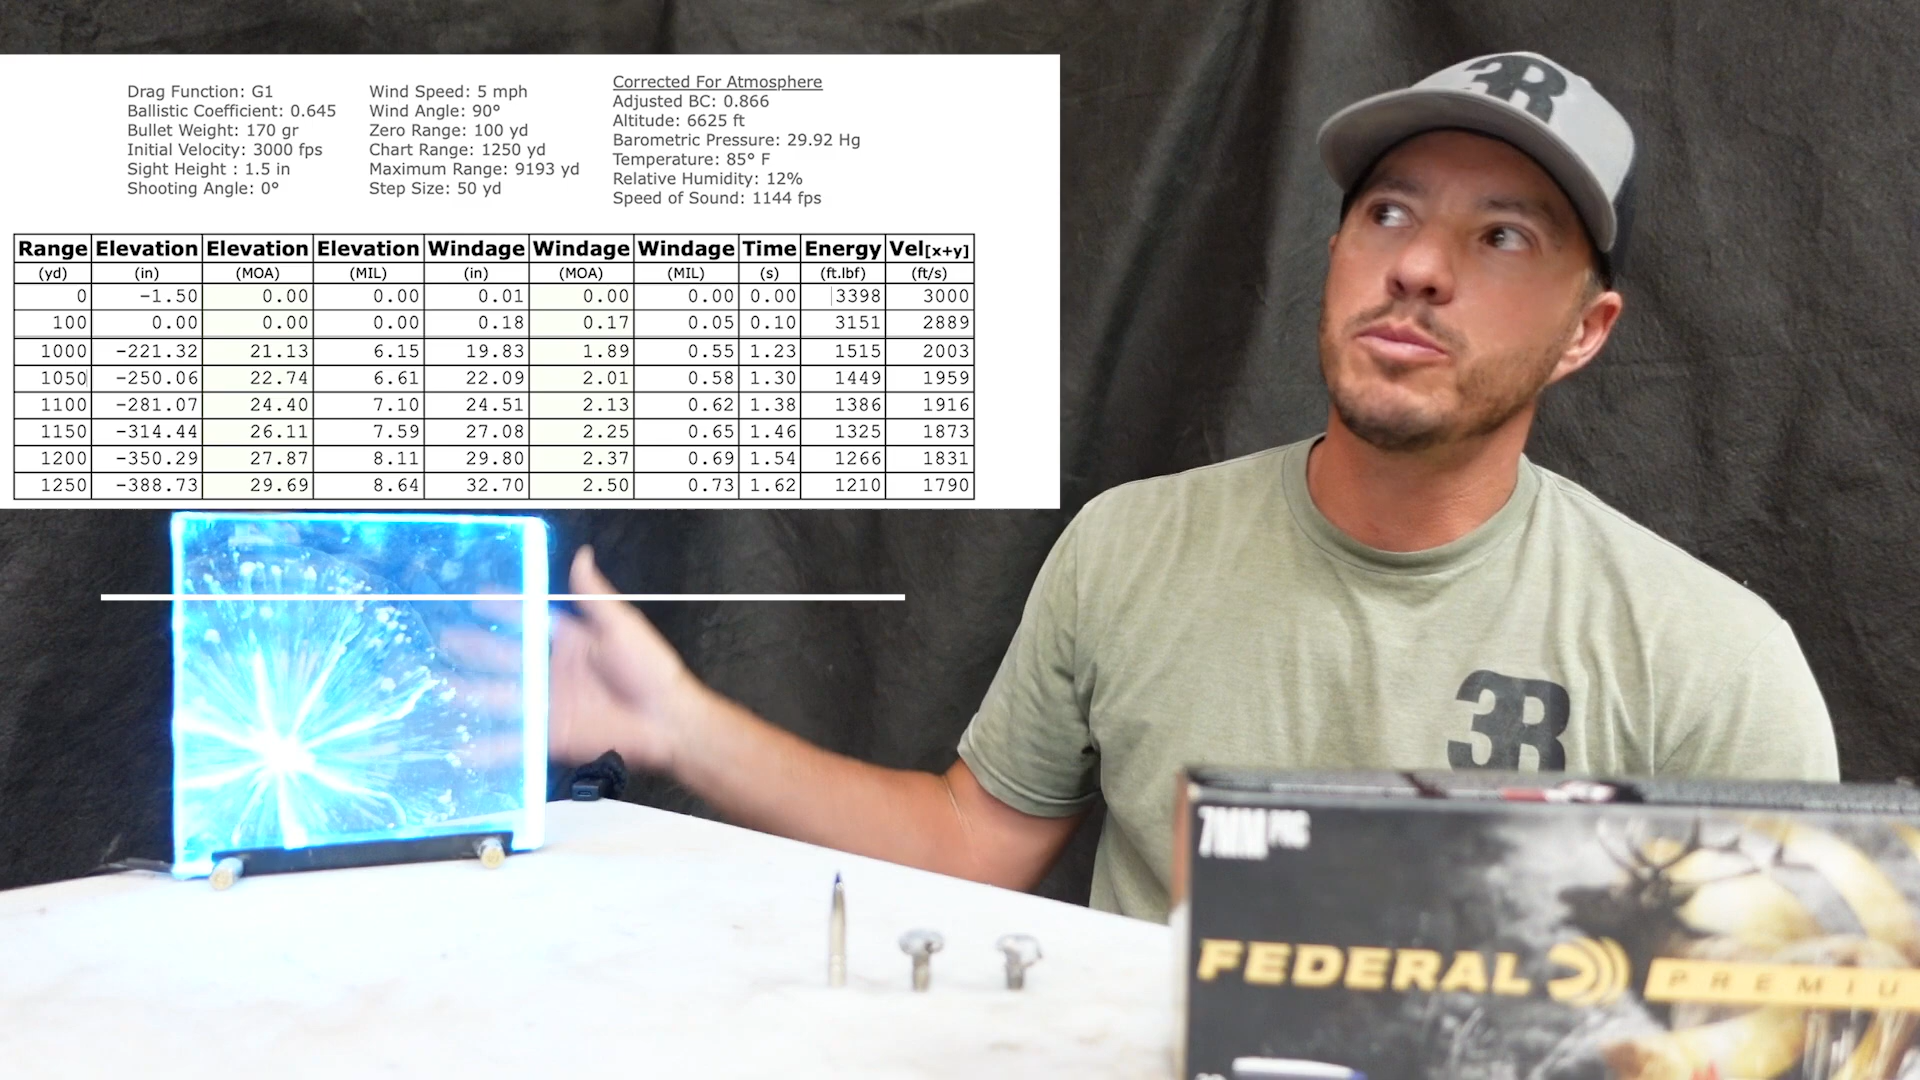 Drag Function: G1
Ballistic Coefficient: 0.645
Bullet Weight: 170 gr
Initial Velocity: 3000 fps
Sight Height : 1.5 in
Shooting Angle: 0°
Wind Speed: 5 mph
Wind Angle: 90°
Zero Range: 100 yd
Chart Range: 1250 yd
Maximum Range: 9193 yd
Step Size: 50 yd
Corrected For Atmosphere
Adjusted BC: 0.866
Altitude: 6625 ft
Barometric Pressure: 29.92 Hg
Temperature: 85° F
Relative Humidity: 12%
Speed of Sound: 1144 fps
Range Elevation Elevation Elevation Windage Windage Windage Time Energy Vel[x+y]
(yd) (in) (MOA) (MIL) (in) (MOA) (MIL) (s) (ft.lbf) (ft/s)
0 -1.50 0.00 0.00 0.01 0.00 0.00 0.00 3398 3000
100 0.00 0.00 0.00 0.18 0.17 0.05 0.10 3151 2889
1000 -221.32 21.13 6.15 19.83 1.89 0.55 1.23 1515 2003
1050 -250.06 22.74 6.61 22.09 2.01 0.58 1.30 1449 1959
1100 -281.07 24.40 7.10 24.51 2.13 0.62 1.38 1386 1916
1150 -314.44 26.11 7.59 27.08 2.25 0.65 1.46 1325 1873
1200 -350.29 27.87 8.11 29.80 2.37 0.69 1.54 1266 1831
1250 -388.73 29.69 8.64 32.70 2.50 0.73 1.62 1210 1790
3R
3R
7MM PRC
FEDERAL
PREMIU